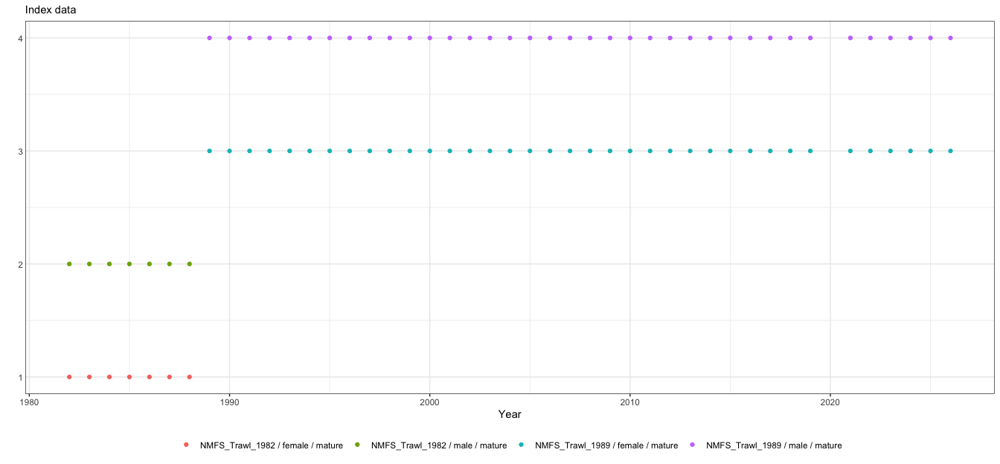 Index data
4
3
2
1
1980 1990 2000 2010 2020
Year
NMFS_Trawl_1982 / female / mature NMFS_Trawl_1982 / male / mature NMFS_Trawl_1989 / female / mature NMFS_Trawl_1989 / male / mature